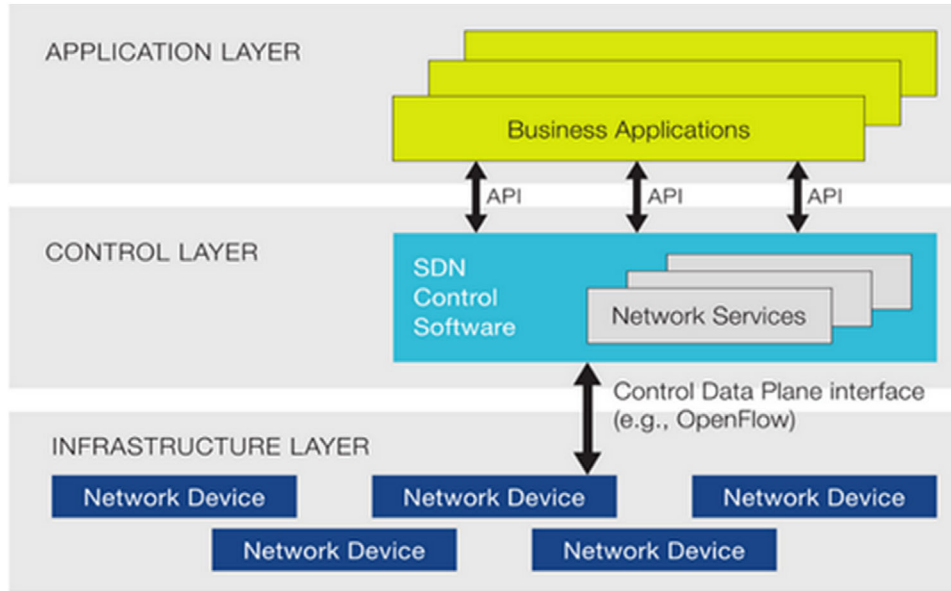 APPLICATION LAYER
Business Applications
API
API
API
CONTROL LAYER
SDN
Control
Software
Network Services
Control Data Plane interface
(e.g., OpenFlow)
INFRASTRUCTURE LAYER
Network Device
Network Device
Network Device
Network Device
Network Device